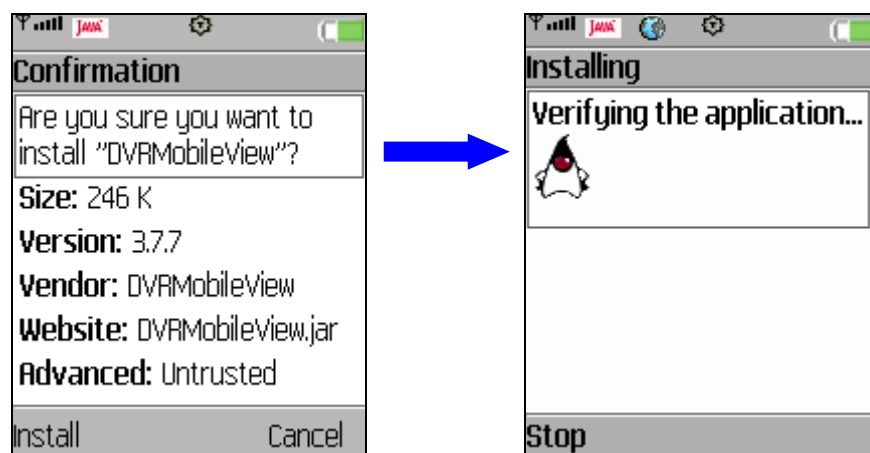 Java
Confirmation
Are you sure you want to
install "DVRMobileView"?
Size: 246 K
Version: 3.7.7
Vendor: DVRMobileView
Website: DVRMobileView.jar
Advanced: Untrusted
Install Cancel
Java
Installing
Verifying the application...
Stop